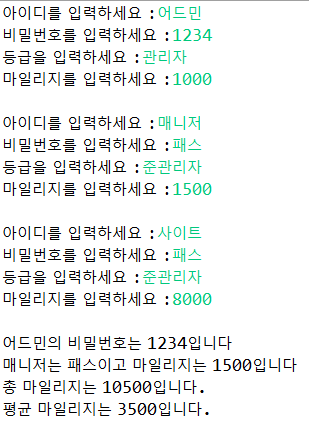 아이디를 입력하세요 :어드민
비밀번호를 입력하세요 :1234
등급을 입력하세요 :관리자
마일리지를 입력하세요 :1000
아이디를 입력하세요 :매니저
비밀번호를 입력하세요 :패스
등급을 입력하세요 :준관리자
마일리지를 입력하세요 :1500
아이디를 입력하세요 :사이트
비밀번호를 입력하세요 :패스
등급을 입력하세요 :준관리자
마일리지를 입력하세요 :8000
어드민의 비밀번호는 1234입니다
매니저는 패스이고 마일리지는 1500입니다
총 마일리지는 10500입니다.
평균 마일리지는 3500입니다.